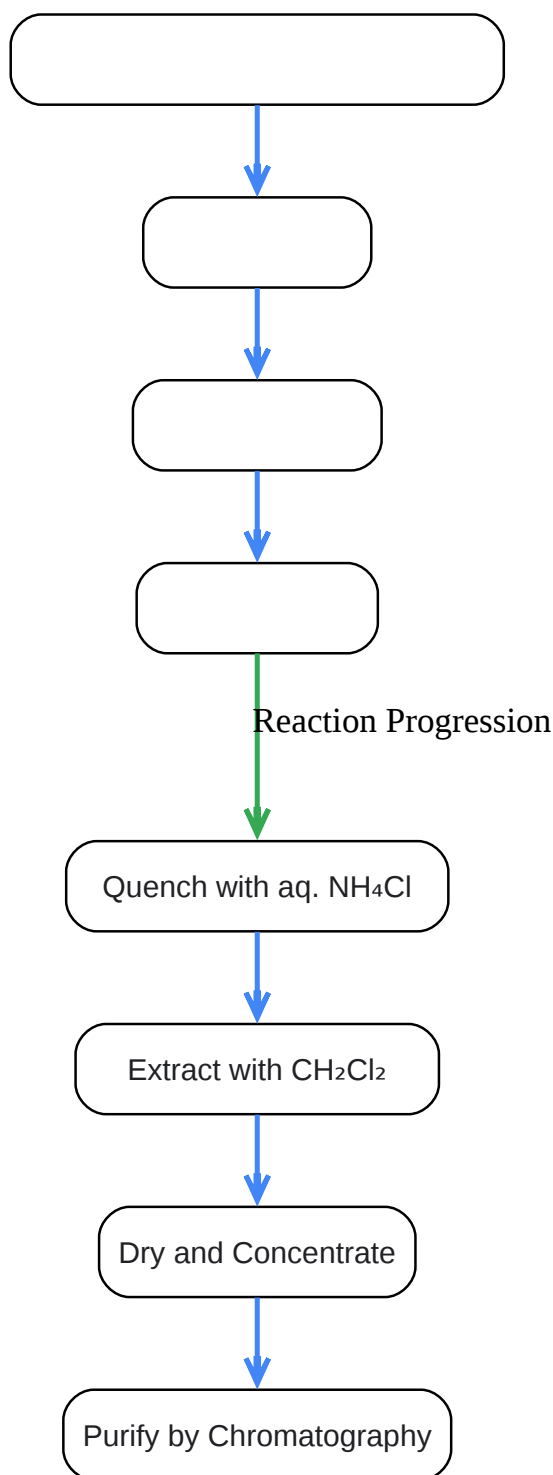 Reaction Progression
Quench with aq. NH₄Cl
Extract with CH₂Cl₂
Dry and Concentrate
Purify by Chromatography